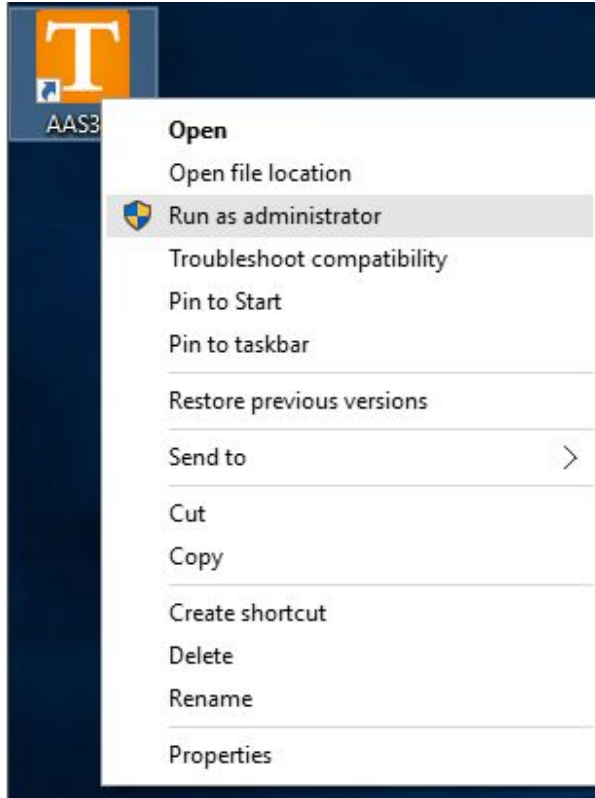 T
AAS3
Open
Open file location
Run as administrator
Troubleshoot compatibility
Pin to Start
Pin to taskbar
Restore previous versions
Send to
Cut
Copy
Create shortcut
Delete
Rename
Properties